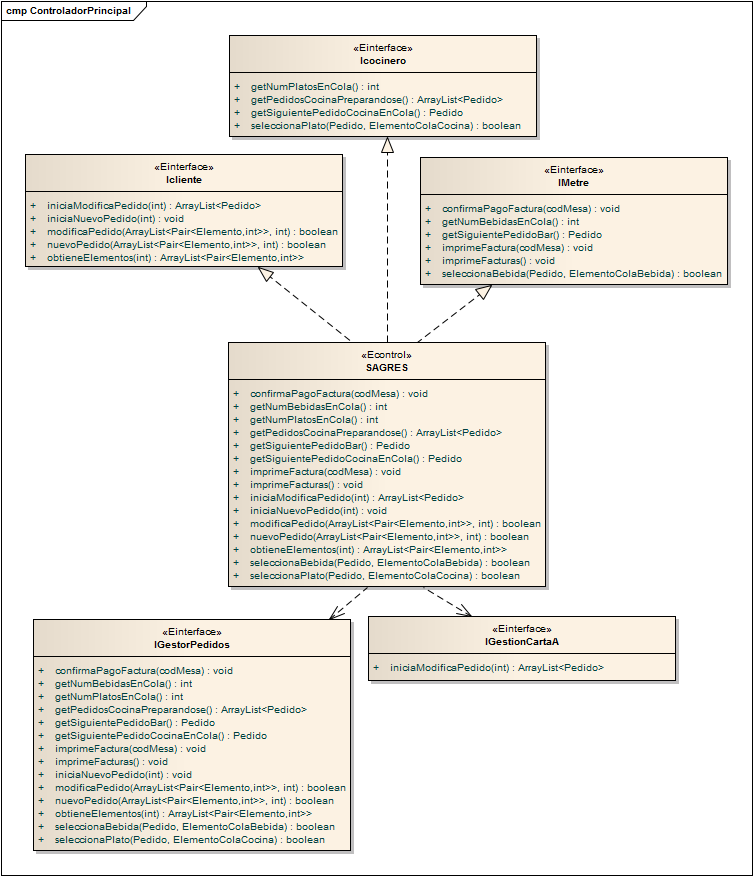 cmp ControladorPrincipal
«Einterface»
Icocinero
+ getNumPlatosEnCola() : int
+ getPedidosCocinaPreparandose() : ArrayList<Pedido>
+ getSiguientePedidoCocinaEnCola() : Pedido
+ seleccionaPlato(Pedido, ElementoColaCocina) : boolean
«Einterface»
Icliente
+ iniciaModificaPedido(int) : ArrayList<Pedido>
+ iniciaNuevoPedido(int) : void
+ modificaPedido(ArrayList<Pair<Elemento,int>>, int) : boolean
+ nuevoPedido(ArrayList<Pair<Elemento,int>>, int) : boolean
+ obtieneElementos(int) : ArrayList<Pair<Elemento,int>>
«Einterface»
IMetre
+ confirmaPagoFactura(codMesa) : void
+ getNumBebidasEnCola() : int
+ getSiguientePedidoBar() : Pedido
+ imprimeFactura(codMesa) : void
+ imprimeFacturas() : void
+ seleccionaBebida(Pedido, ElementoColaBebida) : boolean
«Econtrol»
SAGRES
+ confirmaPagoFactura(codMesa) : void
+ getNumBebidasEnCola() : int
+ getNumPlatosEnCola() : int
+ getPedidosCocinaPreparandose() : ArrayList<Pedido>
+ getSiguientePedidoBar() : Pedido
+ getSiguientePedidoCocinaEnCola() : Pedido
+ imprimeFactura(codMesa) : void
+ imprimeFacturas() : void
+ iniciaModificaPedido(int) : ArrayList<Pedido>
+ iniciaNuevoPedido(int) : void
+ modificaPedido(ArrayList<Pair<Elemento,int>>, int) : boolean
+ nuevoPedido(ArrayList<Pair<Elemento,int>>, int) : boolean
+ obtieneElementos(int) : ArrayList<Pair<Elemento,int>>
+ seleccionaBebida(Pedido, ElementoColaBebida) : boolean
+ seleccionaPlato(Pedido, ElementoColaCocina) : boolean
«Einterface»
IGestorPedidos
+ confirmaPagoFactura(codMesa) : void
+ getNumBebidasEnCola() : int
+ getNumPlatosEnCola() : int
+ getPedidosCocinaPreparandose() : ArrayList<Pedido>
+ getSiguientePedidoBar() : Pedido
+ getSiguientePedidoCocinaEnCola() : Pedido
+ imprimeFactura(codMesa) : void
+ imprimeFacturas() : void
+ iniciaNuevoPedido(int) : void
+ modificaPedido(ArrayList<Pair<Elemento,int>>, int) : boolean
+ nuevoPedido(ArrayList<Pair<Elemento,int>>, int) : boolean
+ obtieneElementos(int) : ArrayList<Pair<Elemento,int>>
+ seleccionaBebida(Pedido, ElementoColaBebida) : boolean
+ seleccionaPlato(Pedido, ElementoColaCocina) : boolean
«Einterface»
IGestionCartaA
+ iniciaModificaPedido(int) : ArrayList<Pedido>